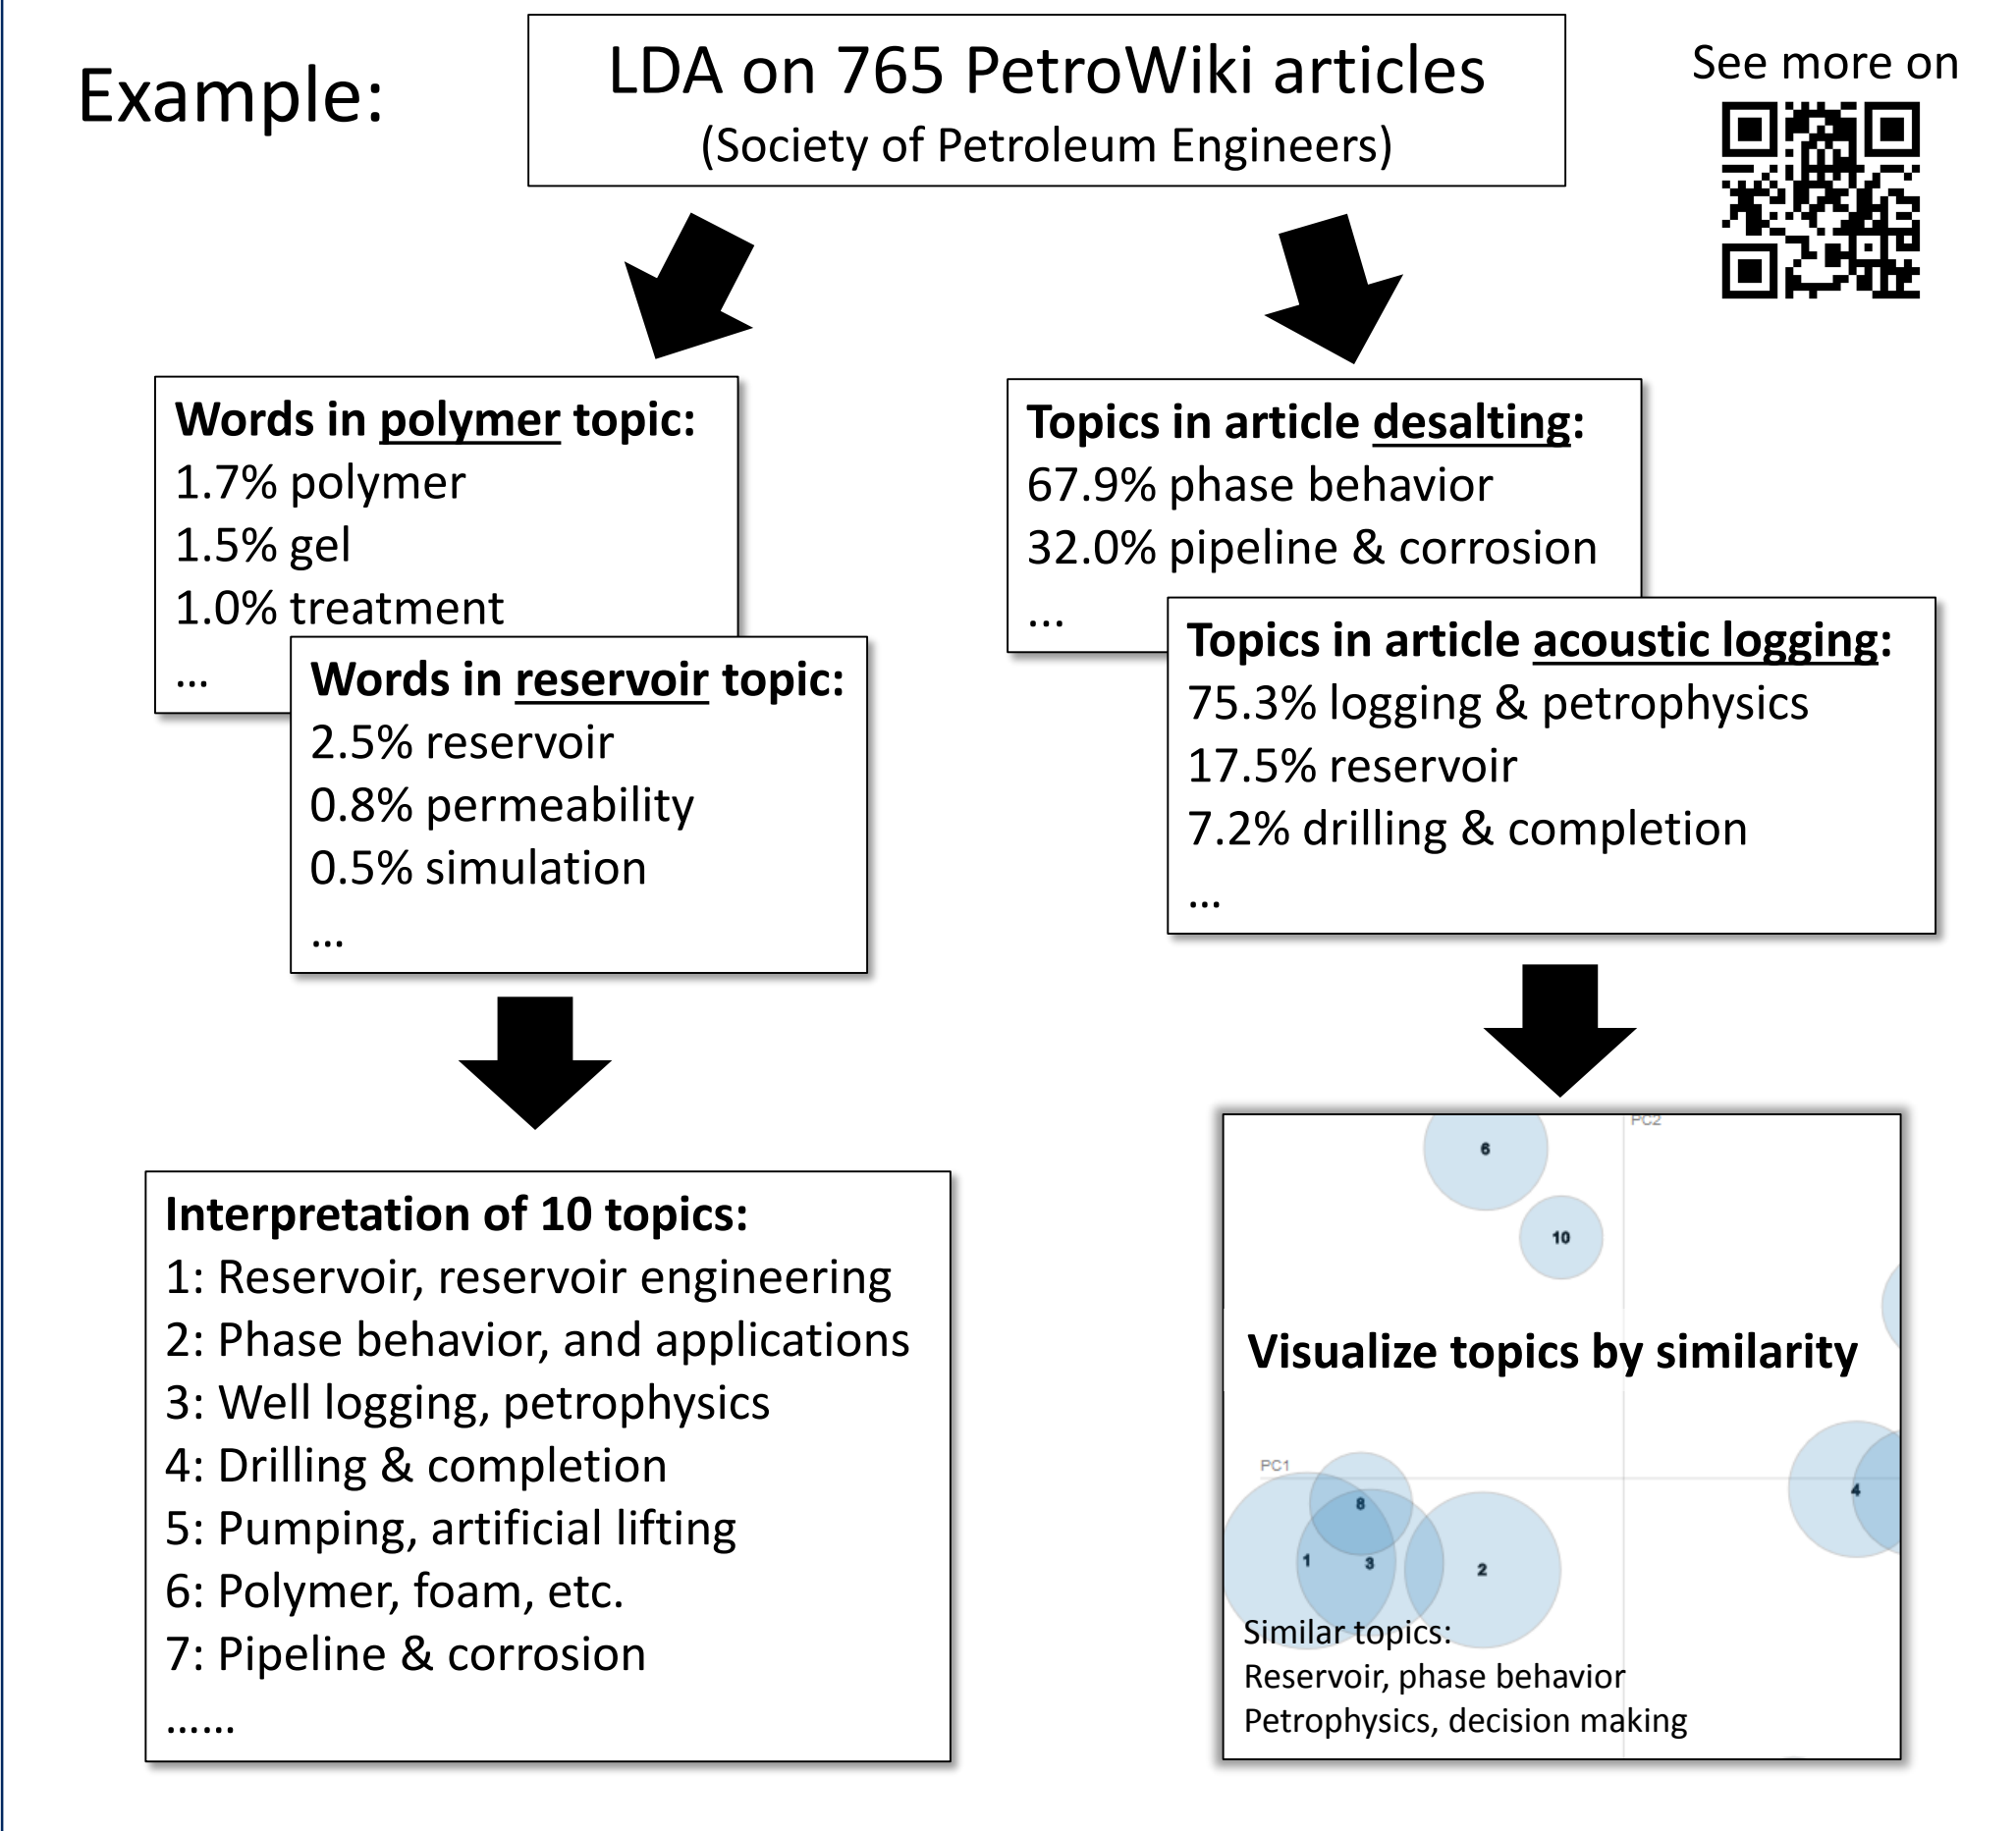 Example:
LDA on 765 PetroWiki articles
(Society of Petroleum Engineers)
See more on
Words in polymer topic:
1.7% polymer
1.5% gel
1.0% treatment
...
Words in reservoir topic:
2.5% reservoir
0.8% permeability
0.5% simulation
...
Topics in article desalting:
67.9% phase behavior
32.0% pipeline & corrosion
...
Topics in article acoustic logging:
75.3% logging & petrophysics
17.5% reservoir
7.2% drilling & completion
...
Interpretation of 10 topics:
1: Reservoir, reservoir engineering
2: Phase behavior, and applications
3: Well logging, petrophysics
4: Drilling & completion
5: Pumping, artificial lifting
6: Polymer, foam, etc.
7: Pipeline & corrosion
......
PC2
6
10
Visualize topics by similarity
PC1
8
4
1
3
2
Similar topics:
Reservoir, phase behavior
Petrophysics, decision making